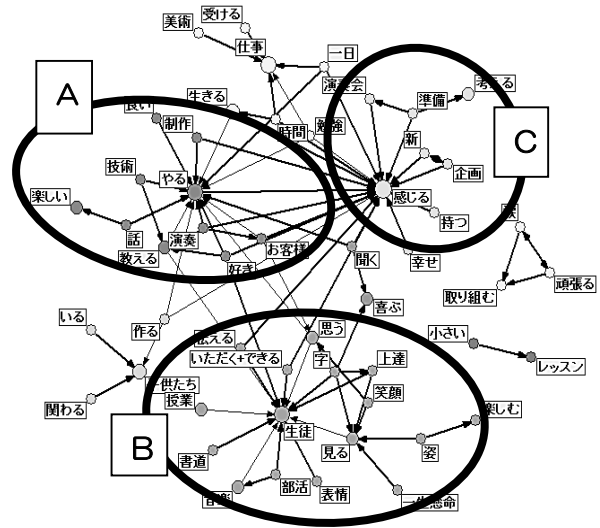 受ける
美術
仕事
一日
A
生きる
演奏会
準備
考える
制作
時間
勉強
C
新
企画
技術
やる
感じる
楽しい
持つ
話
演奏
お客様
教える
好き
聞く
幸せ
取り組む
頑張る
喜ぶ
いる
作る
伝える
思う
小さい
いただく+できる
字
上達
レッスン
供たち
授業
笑顔
関わる
楽しむ
B
生徒
見る
姿
書道
部活
表情
音楽
一生懸命